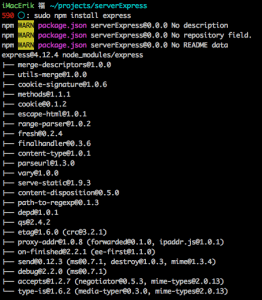 iMacErik 福 ~/projects/serverExpress
590 ◯: sudo npm install express
npm WARN package.json serverExpress@0.0.0 No description
npm WARN package.json serverExpress@0.0.0 No repository field.
npm WARN package.json serverExpress@0.0.0 No README data
express@4.12.4 node_modules/express
├── merge-descriptors@1.0.0
├── utils-merge@1.0.0
├── cookie-signature@1.0.6
├── methods@1.1.1
├── cookie@0.1.2
├── escape-html@1.0.1
├── range-parser@1.0.2
├── fresh@0.2.4
├── finalhandler@0.3.6
├── content-type@1.0.1
├── parseurl@1.3.0
├── vary@1.0.0
├── serve-static@1.9.3
├── content-disposition@0.5.0
├── path-to-regexp@0.1.3
├── depd@1.0.1
├── qs@2.4.2
├── etag@1.6.0 (crc@3.2.1)
├── proxy-addr@1.0.8 (forwarded@0.1.0, ipaddr.js@1.0.1)
├── on-finished@2.2.1 (ee-first@1.1.0)
├── send@0.12.3 (ms@0.7.1, destroy@1.0.3, mime@1.3.4)
├── debug@2.2.0 (ms@0.7.1)
├── accepts@1.2.7 (negotiator@0.5.3, mime-types@2.0.13)
└── type-is@1.6.2 (media-typer@0.3.0, mime-types@2.0.13)